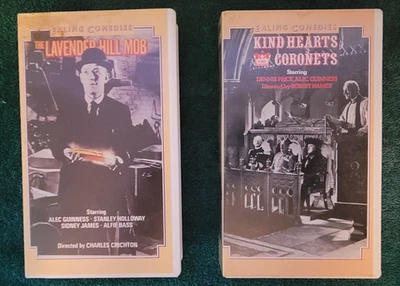 EALING COMEDIES
THE LAVENDER HILL MOB
Starring
ALEC GUINNESS · STANLEY HOLLOWAY
SIDNEY JAMES · ALFIE BASS
Directed by CHARLES CRICHTON
EALING COMEDIES
KIND HEARTS
CORONETS
Starring
DENNIS PRICE, ALEC GUINNESS
Directed by ROBERT HAMER